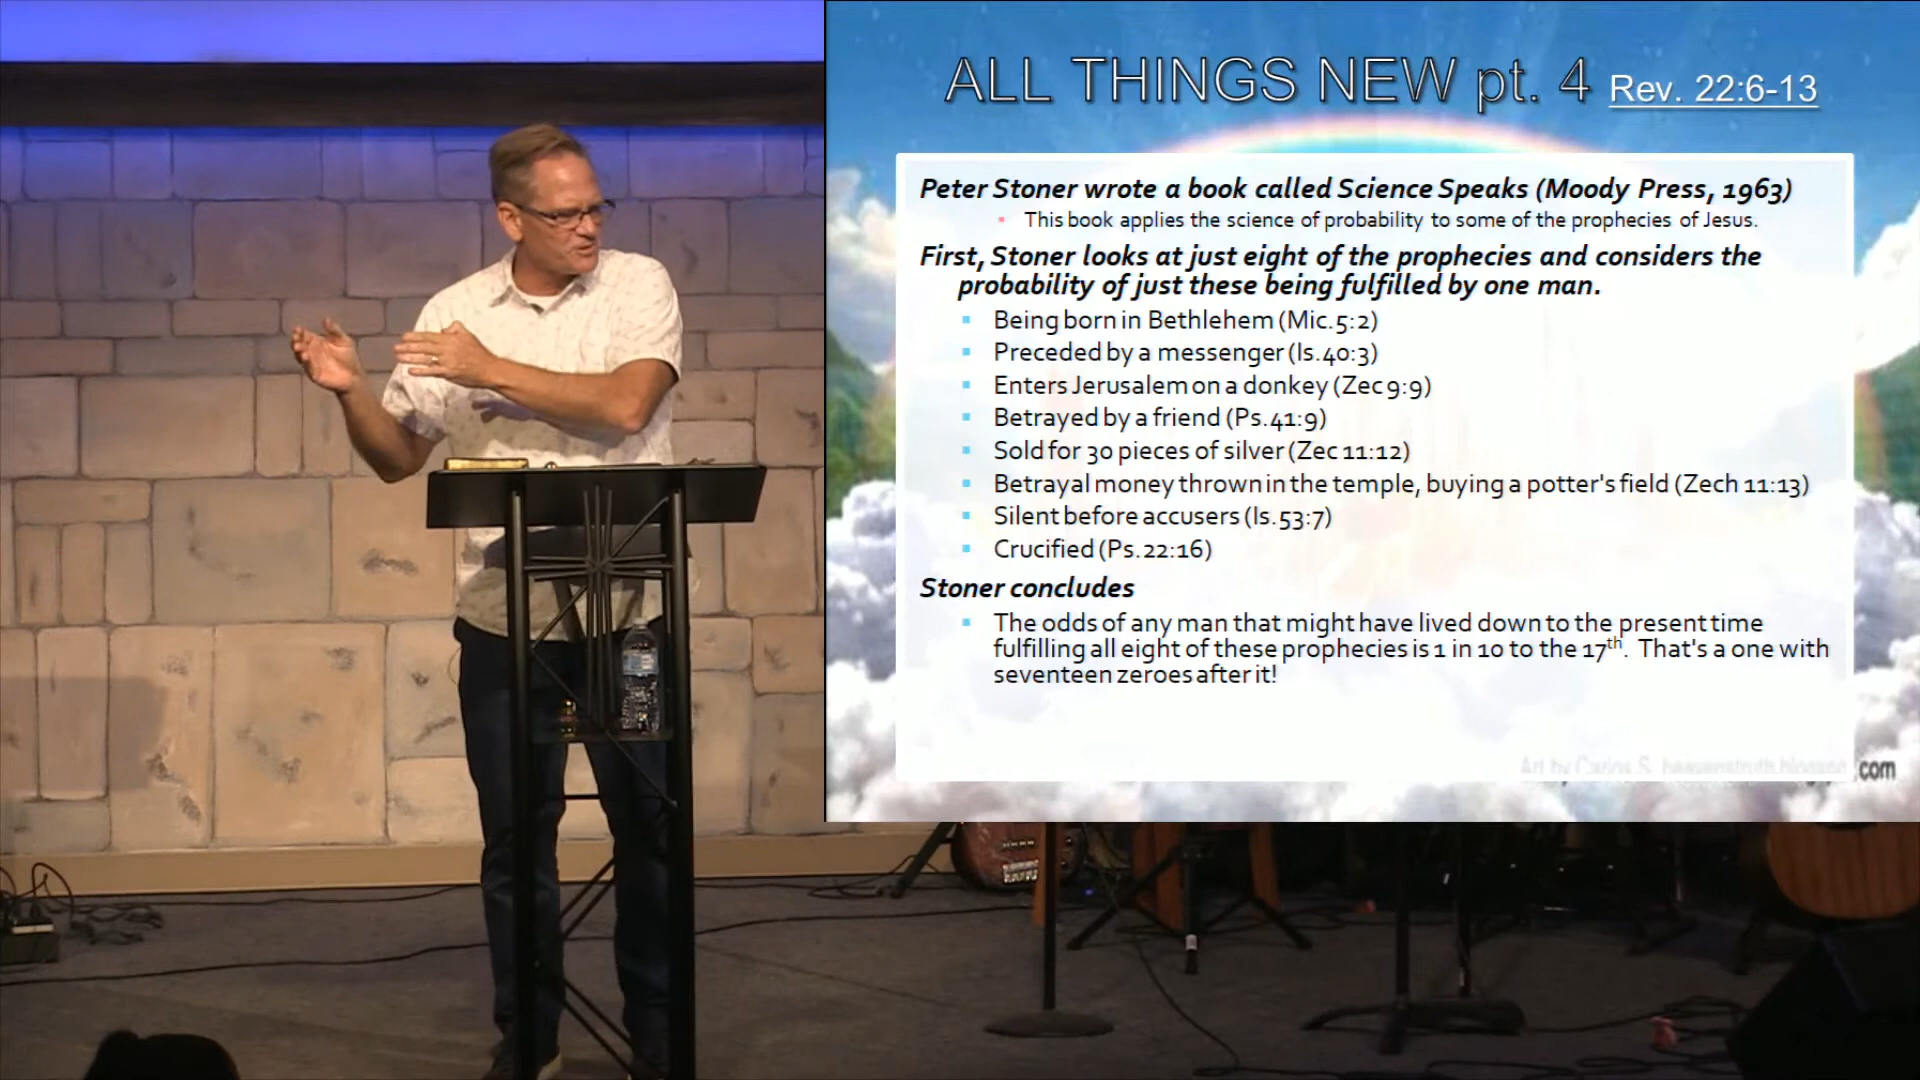 ALL THINGS NEW pt. 4 Rev. 22:6-13
Peter Stoner wrote a book called Science Speaks (Moody Press, 1963)
This book applies the science of probability to some of the prophecies of Jesus.
First, Stoner looks at just eight of the prophecies and considers the
probability of just these being fulfilled by one man.
Being born in Bethlehem (Mic. 5:2)
Preceded by a messenger (Is. 40:3)
Enters Jerusalem on a donkey (Zec 9:9)
Betrayed by a friend (Ps. 41:9)
Sold for 30 pieces of silver (Zec 11:12)
Betrayal money thrown in the temple, buying a potter's field (Zech 11:13)
Silent before accusers (Is. 53:7)
Crucified (Ps. 22:16)
Stoner concludes
The odds of any man that might have lived down to the present time
fulfilling all eight of these prophecies is 1 in 10 to the 17th. That's a one with
seventeen zeroes after it!
Art by Carlos S. heavenstruth.blogspot.com